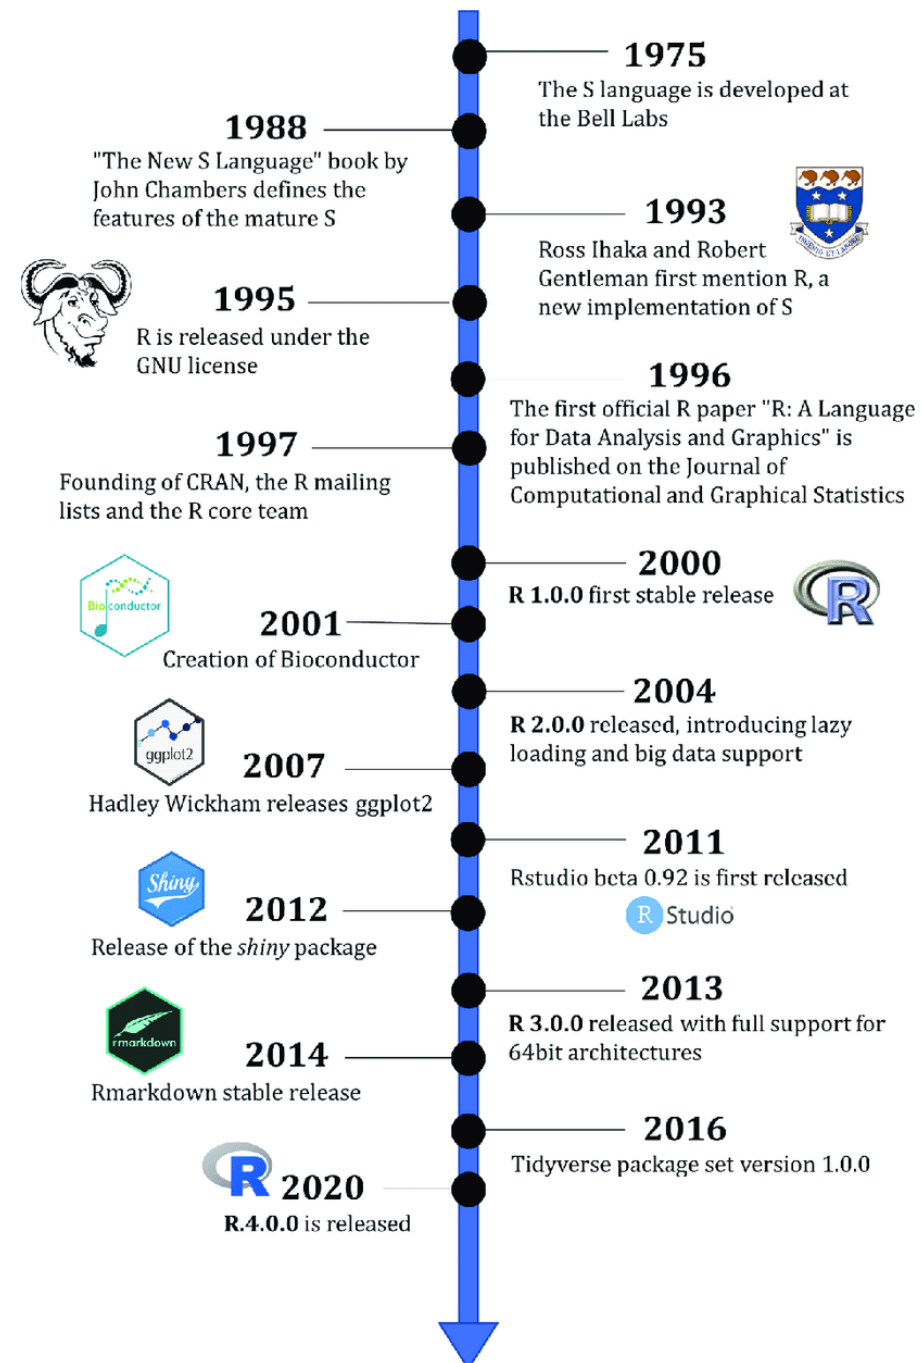 1975
The S language is developed at
the Bell Labs
1988
"The New S Language" book by
John Chambers defines the
features of the mature S
1993
Ross Ihaka and Robert
Gentleman first mention R, a
new implementation of S
1995
R is released under the
GNU license
1996
The first official R paper "R: A Language
for Data Analysis and Graphics" is
published on the Journal of
Computational and Graphical Statistics
1997
Founding of CRAN, the R mailing
lists and the R core team
2000
R 1.0.0 first stable release
R
Bioconductor
2001
Creation of Bioconductor
2004
R 2.0.0 released, introducing lazy
loading and big data support
ggplot2
2007
Hadley Wickham releases ggplot2
2011
Rstudio beta 0.92 is first released
R Studio
Shiny
2012
Release of the shiny package
2013
R 3.0.0 released with full support for
64bit architectures
rmarkdown
2014
Rmarkdown stable release
2016
Tidyverse package set version 1.0.0
R
2020
R.4.0.0 is released